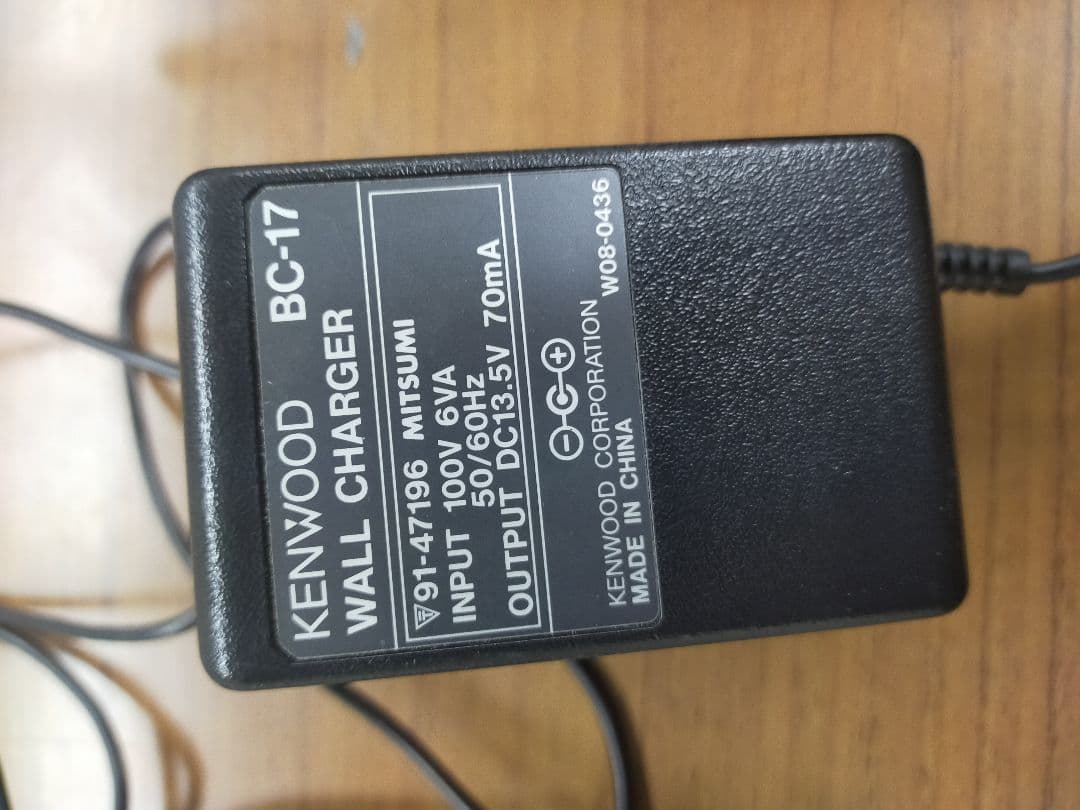 KENWOOD BC-17
WALL CHARGER
91-47196 MITSUMI
INPUT 100V 6VA
50/60Hz
OUTPUT DC13.5V 70mA
KENWOOD CORPORATION W08-0436
MADE IN CHINA